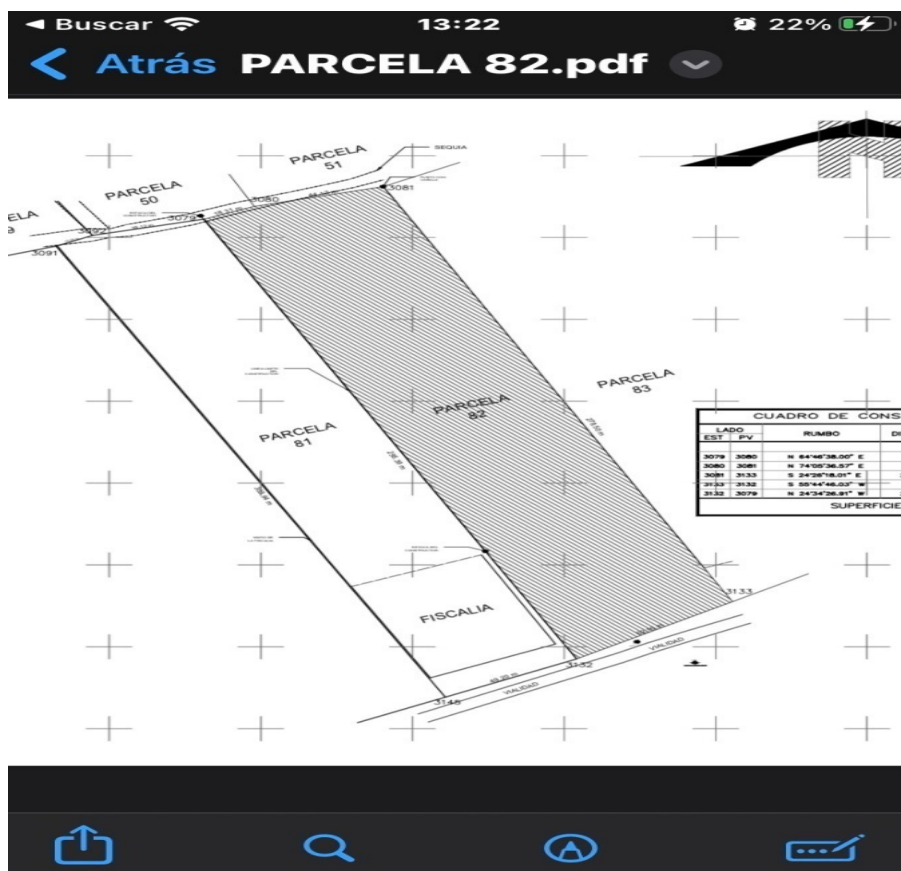 ◄ Buscar
13:22
22%
Atrás
PARCELA 82.pdf
SEQUIA
PARCELA
51
PARCELA
50
3080
3081
3079
3092
3091
PARCELA
83
PARCELA
82
PARCELA
81
CUADRO DE CONS
LADO
RUMBO
EST PV
3079 3080 N 64°46'38.00" E
3080 3081 N 74°05'36.57" E
3081 3133 S 24°26'18.01" E
3133 3132 S 55°44'46.03" W
3132 3079 N 24°34'26.91" W
SUPERFICIE
3133
FISCALIA
3132
VIALIDAD
VIALIDAD
3145